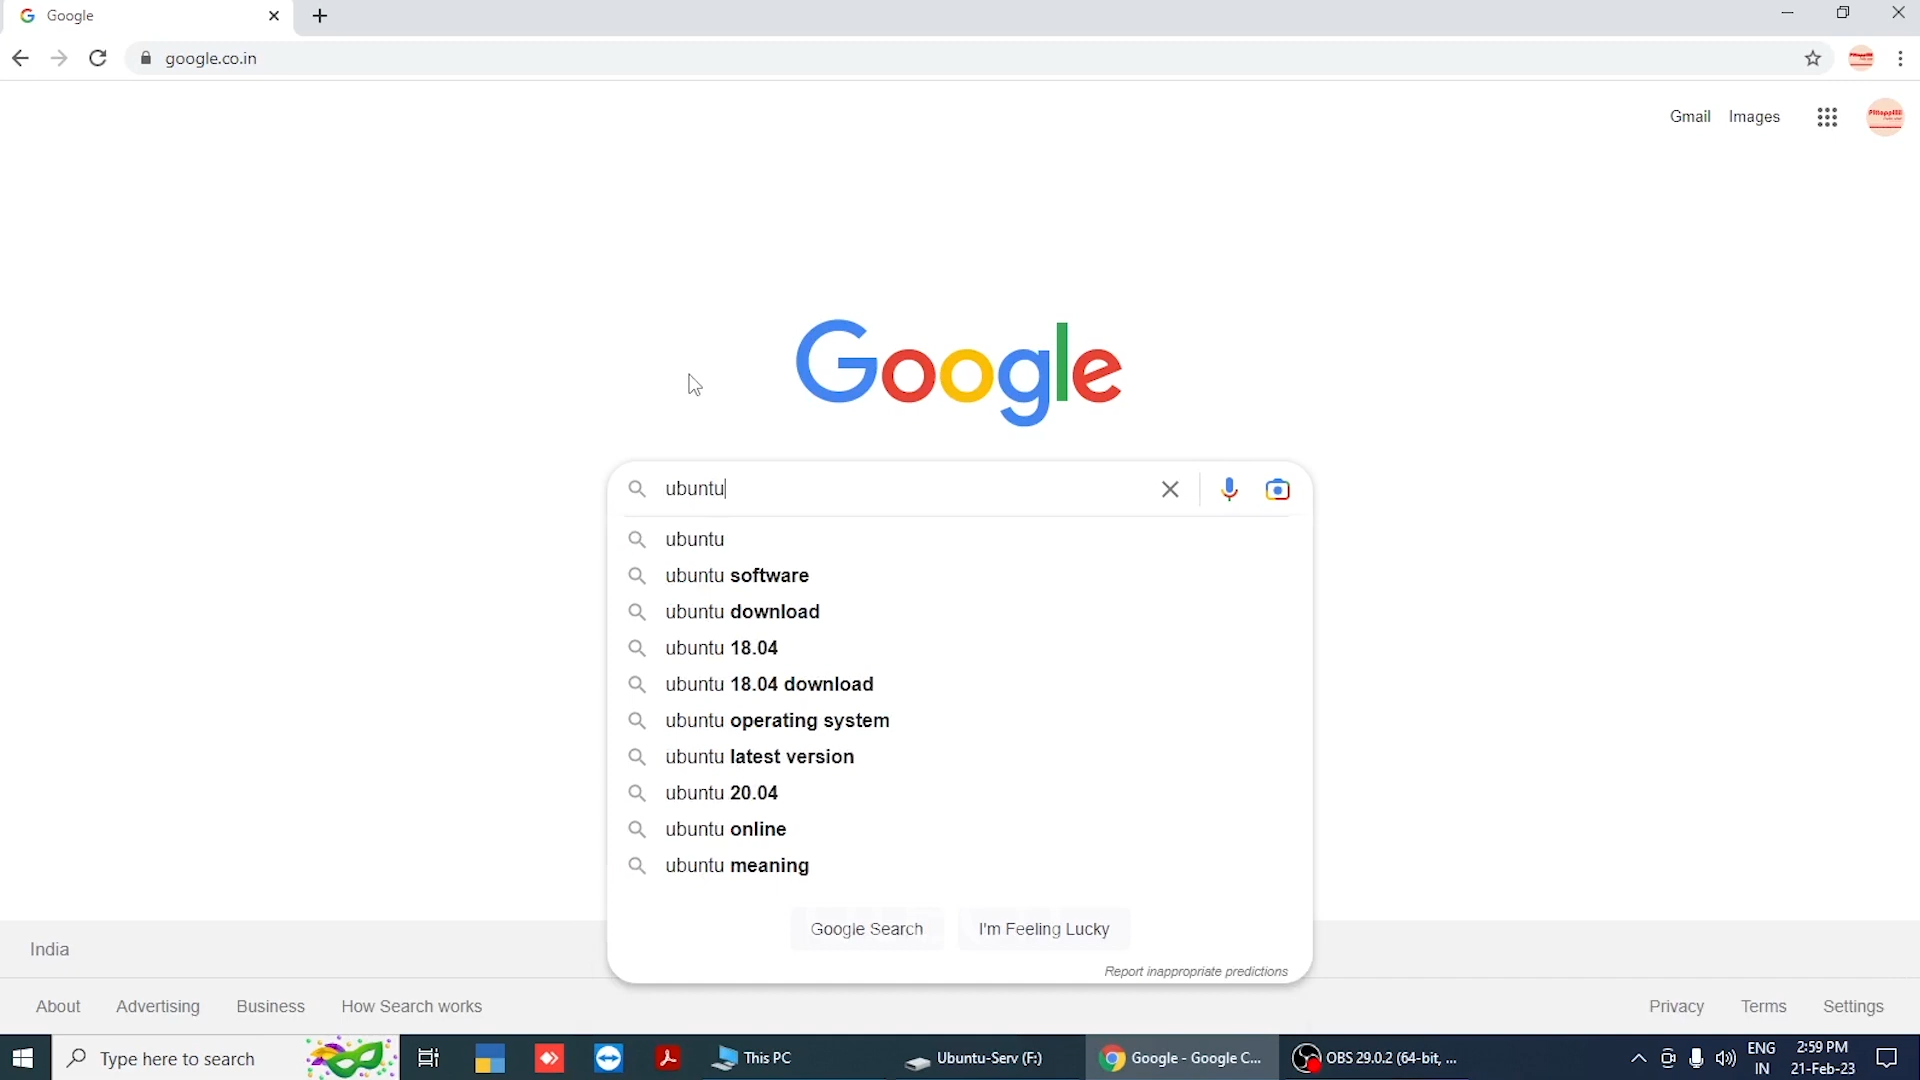 Google
google.co.in
Gmail Images
Google
ubuntu
ubuntu
ubuntu software
ubuntu download
ubuntu 18.04
ubuntu 18.04 download
ubuntu operating system
ubuntu latest version
ubuntu 20.04
ubuntu online
ubuntu meaning
Google Search I'm Feeling Lucky
Report inappropriate predictions
India
About Advertising Business How Search works Privacy Terms Settings
Type here to search This PC Ubuntu-Serv (F:) Google - Google C... OBS 29.0.2 (64-bit, ... ENG 2:59 PM
IN 21-Feb-23